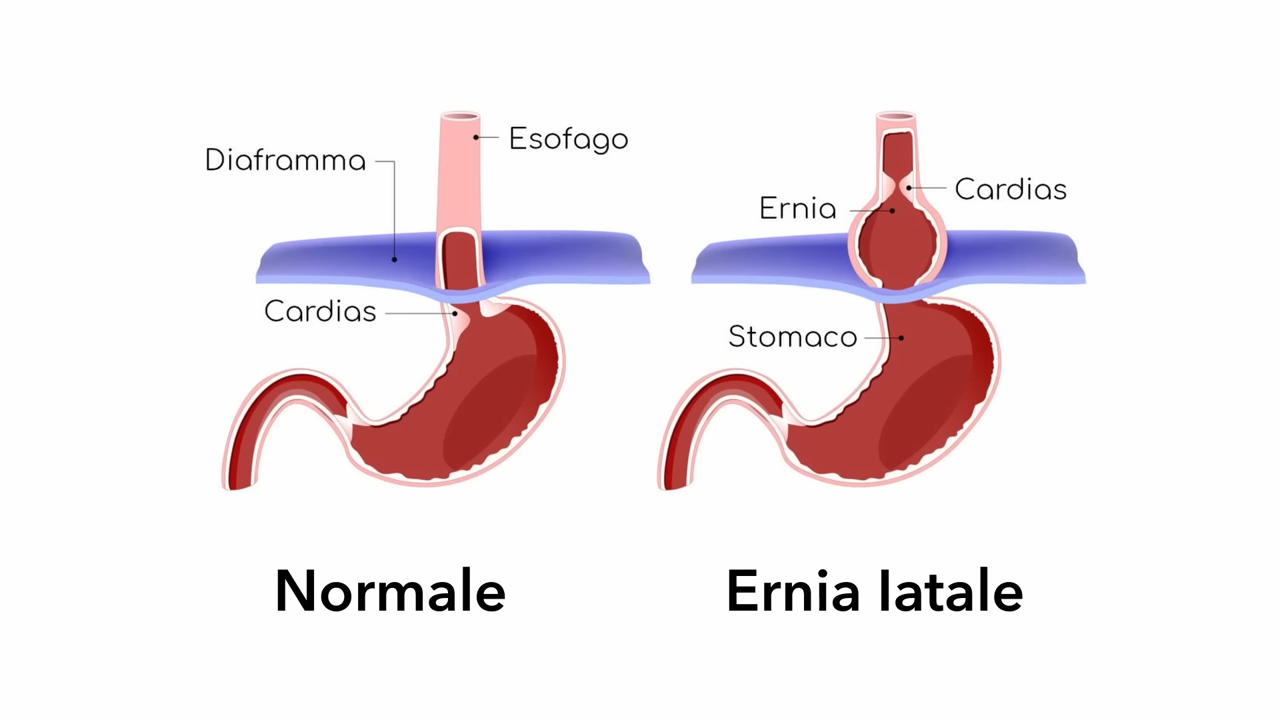 Diaframma
Esofago
Cardias
Normale
Ernia
Cardias
Stomaco
Ernia Iatale